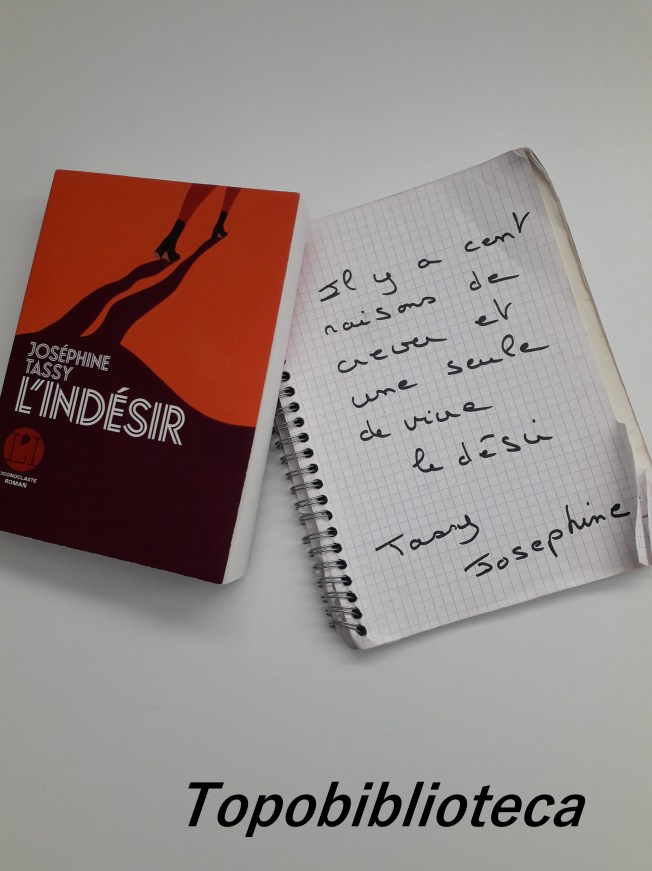 JOSÉPHINE
TASSY
L'INDÉSIR
L'ICONOCLASTE
ROMAN
Il y a cent
raisons de
crever et
une seule
de vivre
le désir
Tassy
Josephine
Topobiblioteca